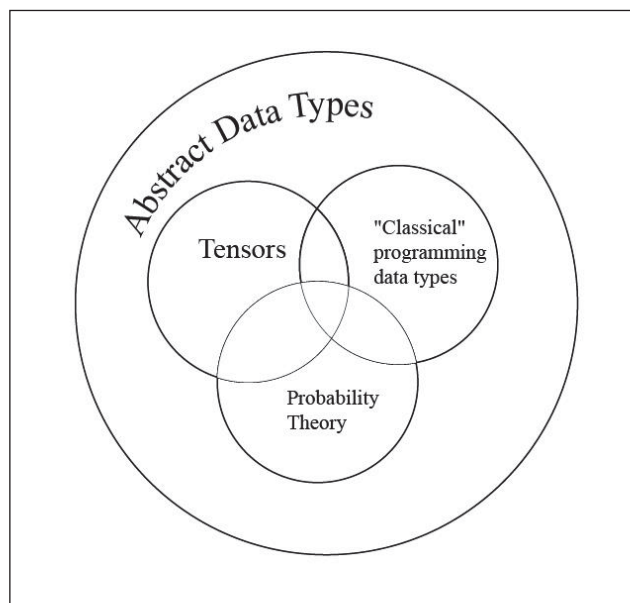 Abstract Data Types
Tensors
"Classical"
programming
data types
Probability
Theory